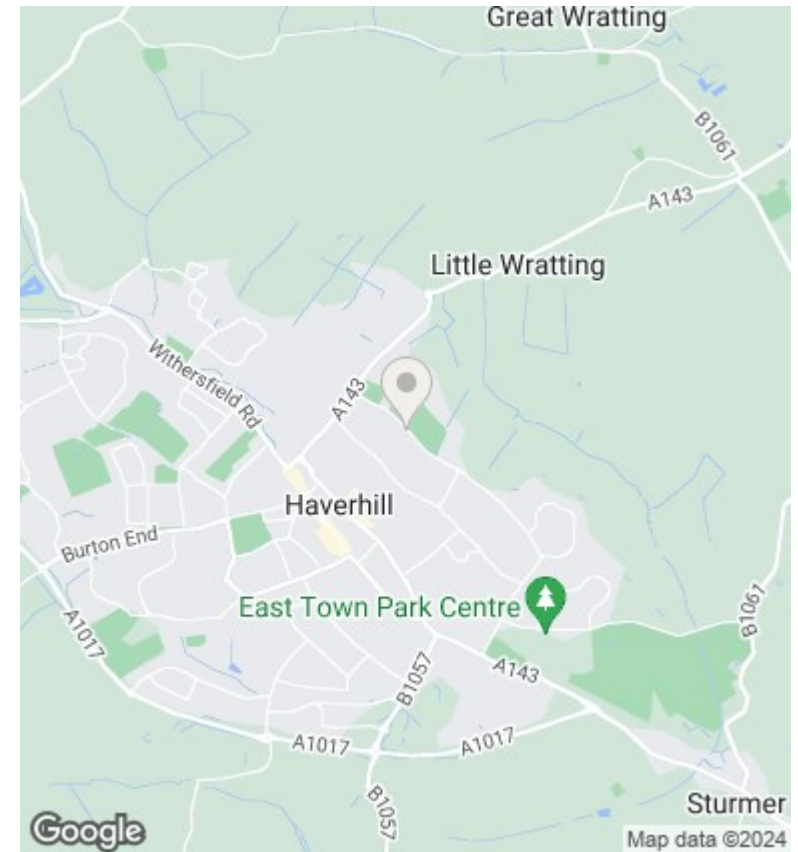 Great Wratting
B1061
A143
Little Wratting
Withersfield Rd
A143
Haverhill
Burton End
East Town Park Centre
A1017
B1061
B1057
A143
A1017
A1017
B1057
Sturmer
Google
Map data ©2024